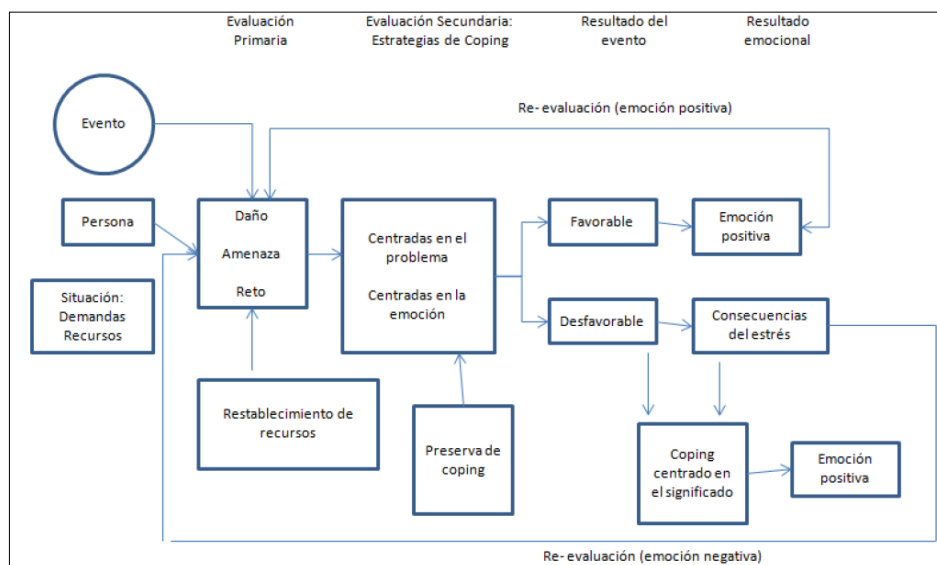 Evaluación
Primaria
Evaluación Secundaria:
Estrategias de Coping
Resultado del
evento
Resultado
emocional
Re- evaluación (emoción positiva)
Evento
Persona
Situación:
Demandas
Recursos
Daño
Amenaza
Reto
Centradas en el
problema
Centradas en la
emoción
Favorable
Emoción
positiva
Desfavorable
Consecuencias
del estrés
Restablecimiento de
recursos
Preserva de
coping
Coping
centrado en
el significado
Emoción
positiva
Re- evaluación (emoción negativa)